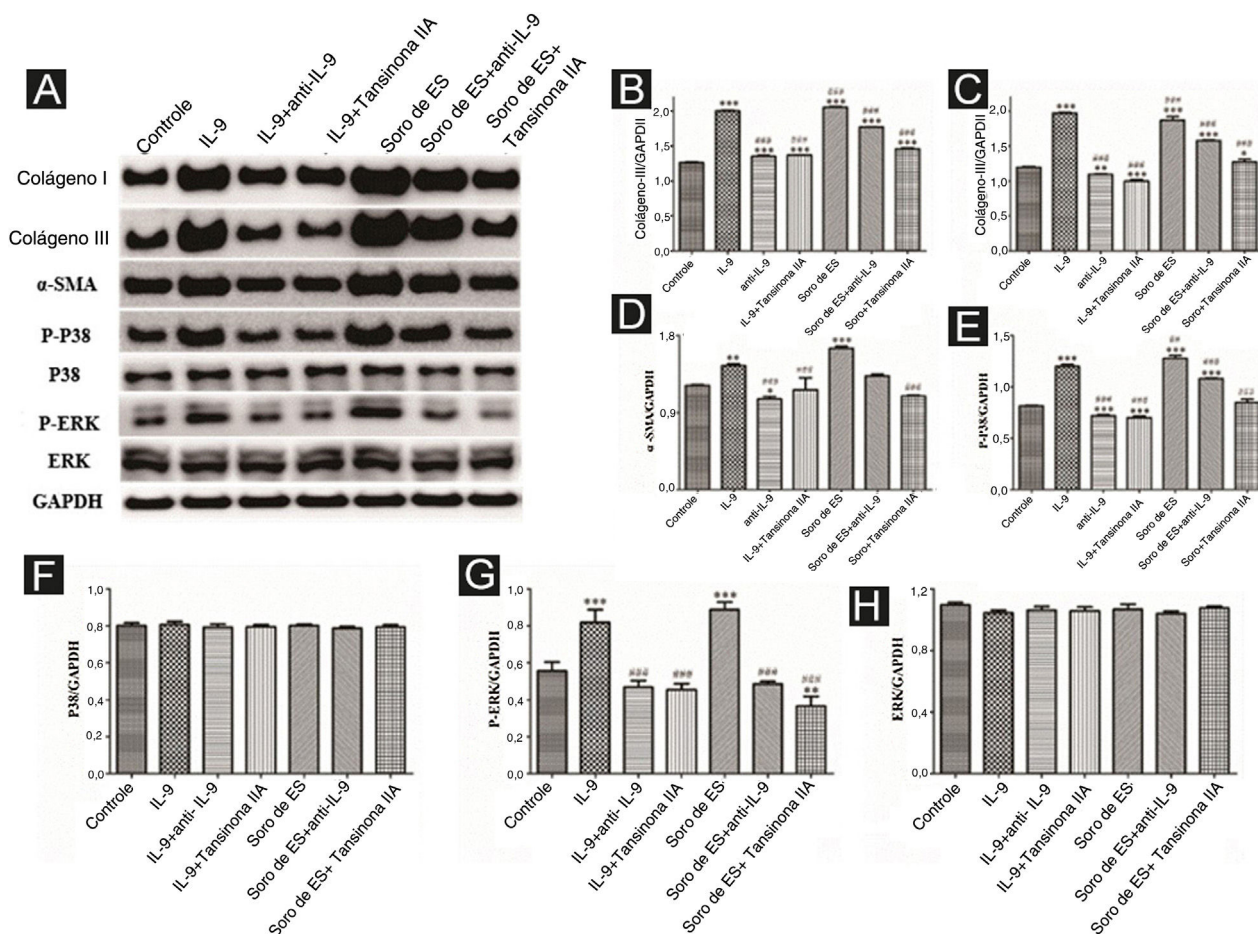 A
Controle
IL-9
IL-9+anti-IL-9
IL-9+Tansinona IIA
Soro de ES
Soro de ES+anti-IL-9
Soro de ES+
Tansinona IIA
Colágeno I
Colágeno III
α-SMA
P-P38
P38
P-ERK
ERK
GAPDH
B
Colágeno-III/GAPDII
2,0
1,5
1,0
0,5
0,0
***
***
***
***
***
***
Controle
IL-9
anti-IL-9
IL-9+Tansinona IIA
Soro de ES
Soro de ES+anti-IL-9
Soro+Tansinona IIA
C
Colágeno-III/GAPDII
2,0
1,5
1,0
0,5
0,0
***
**
***
***
***
*
Controle
IL-9
anti-IL-9
IL-9+Tansinona IIA
Soro de ES
Soro de ES+anti-IL-9
Soro+Tansinona IIA
D
α-SMA/GAPDH
1,8
0,9
0,0
**
*
***
Controle
IL-9
anti-IL-9
IL-9+Tansinona IIA
Soro de ES
Soro de ES+anti-IL-9
Soro+Tansinona IIA
E
P-P38/GAPDH
1,5
1,0
0,5
0,0
***
***
***
***
***
Controle
IL-9
anti-IL-9
IL-9+Tansinona IIA
Soro de ES
Soro de ES+anti-IL-9
Soro+Tansinona IIA
F
P38/GAPDH
1,0
0,8
0,6
0,4
0,2
0,0
Controle
IL-9
IL-9+anti- IL-9
IL-9+Tansinona IIA
Soro de ES
Soro de ES+anti-IL-9
Soro de ES+ Tansinona IIA
G
P-ERK/GAPDH
1,0
0,8
0,6
0,4
0,2
0,0
***
***
**
Controle
IL-9
IL-9+anti- IL-9
IL-9+Tansinona IIA
Soro de ES
Soro de ES+anti-IL-9
Soro de ES+ Tansinona IIA
H
ERK/GAPDH
1,2
0,9
0,6
0,3
0,0
Controle
IL-9
IL-9+anti-IL-9
IL-9+Tansinona IIA
Soro de ES
Soro de ES+anti-IL-9
Soro de ES+ Tansinona IIA